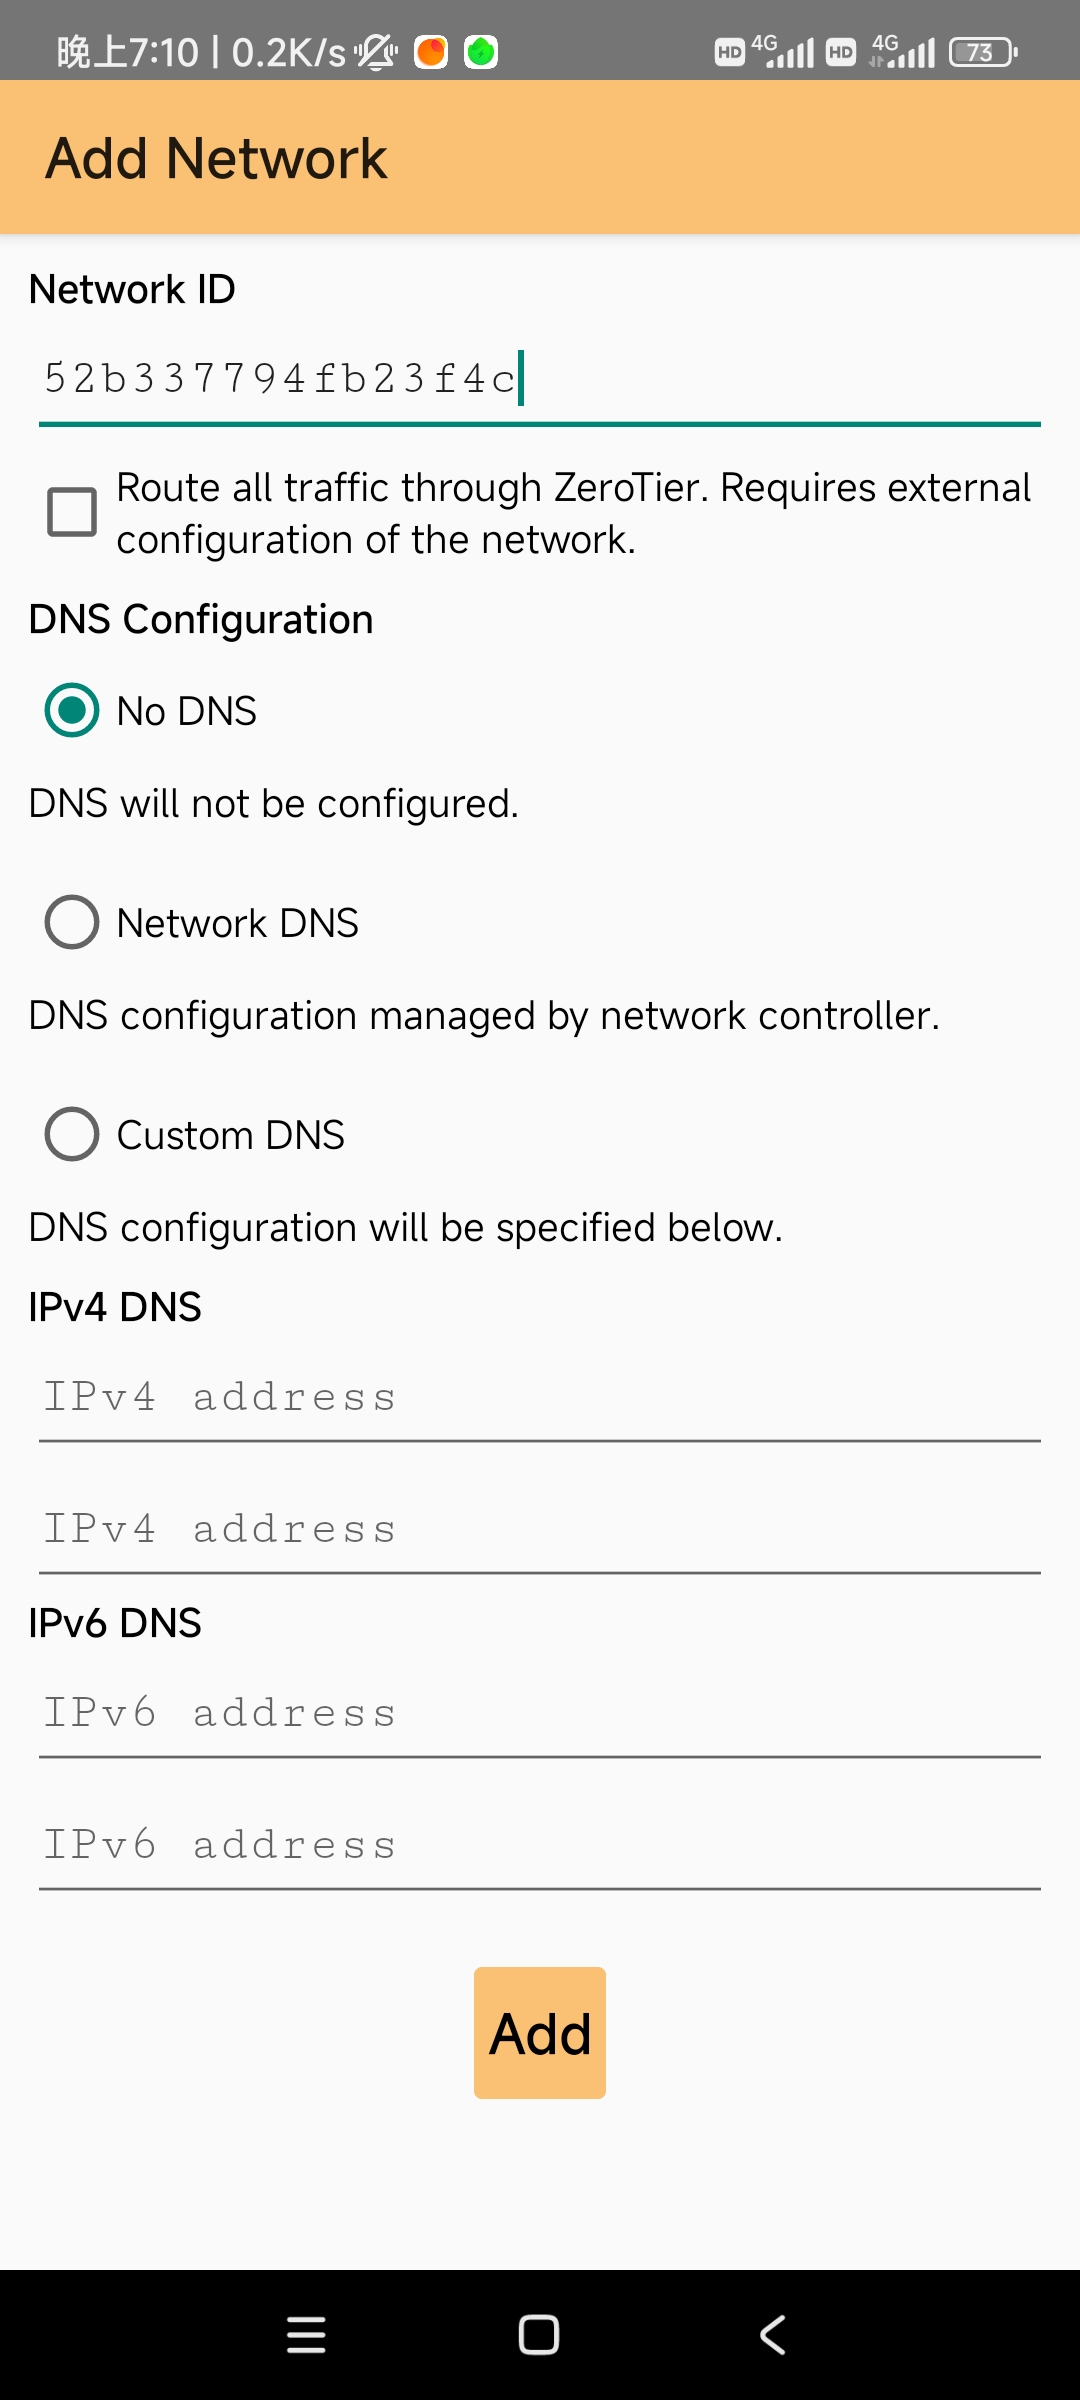 晚上7:10 | 0.2K/s HD 4G HD 4G 73
Add Network
Network ID
52b337794fb23f4c
Route all traffic through ZeroTier. Requires external
configuration of the network.
DNS Configuration
No DNS
DNS will not be configured.
Network DNS
DNS configuration managed by network controller.
Custom DNS
DNS configuration will be specified below.
IPv4 DNS
IPv4 address
IPv4 address
IPv6 DNS
IPv6 address
IPv6 address
Add